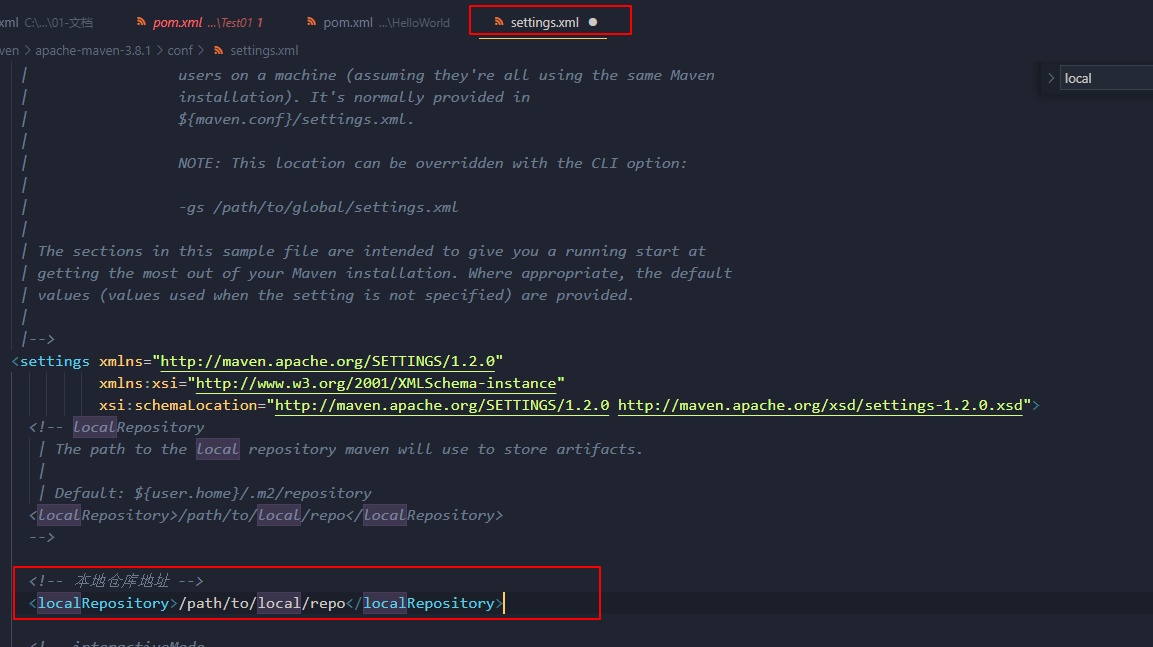 xml C:\...\01-文档 pom.xml ...\Test01 1 pom.xml ...\HelloWorld settings.xml ●
ven > apache-maven-3.8.1 > conf > settings.xml
| users on a machine (assuming they're all using the same Maven
local
| installation). It's normally provided in
| ${maven.conf}/settings.xml.
|
| NOTE: This location can be overridden with the CLI option:
|
| -gs /path/to/global/settings.xml
|
| The sections in this sample file are intended to give you a running start at
| getting the most out of your Maven installation. Where appropriate, the default
| values (values used when the setting is not specified) are provided.
|
|-->
<settings xmlns="http://maven.apache.org/SETTINGS/1.2.0"
xmlns:xsi="http://www.w3.org/2001/XMLSchema-instance"
xsi:schemaLocation="http://maven.apache.org/SETTINGS/1.2.0 http://maven.apache.org/xsd/settings-1.2.0.xsd">
<!-- localRepository
| The path to the local repository maven will use to store artifacts.
|
| Default: ${user.home}/.m2/repository
<localRepository>/path/to/local/repo</localRepository>
-->
<!-- 本地仓库地址 -->
<localRepository>/path/to/local/repo</localRepository>
<!-- interactiveMode